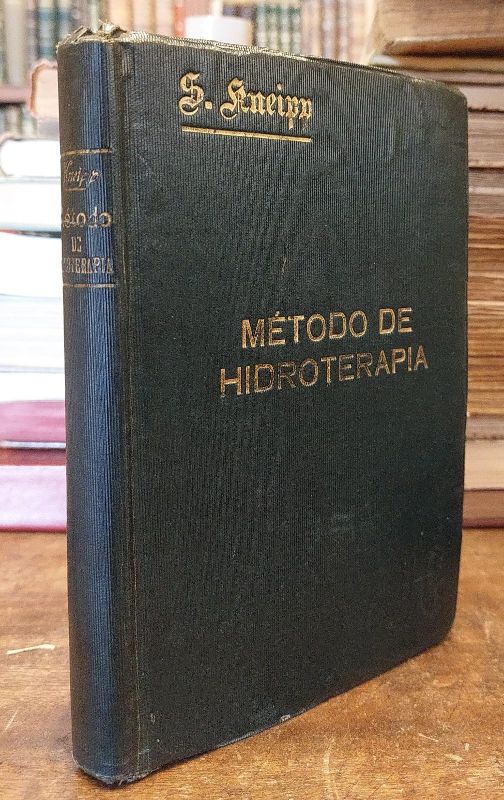 S. Kneipp
MÉTODO DE
HIDROTERAPIA
Kneipp
Método
DE
HIDROTERAPIA